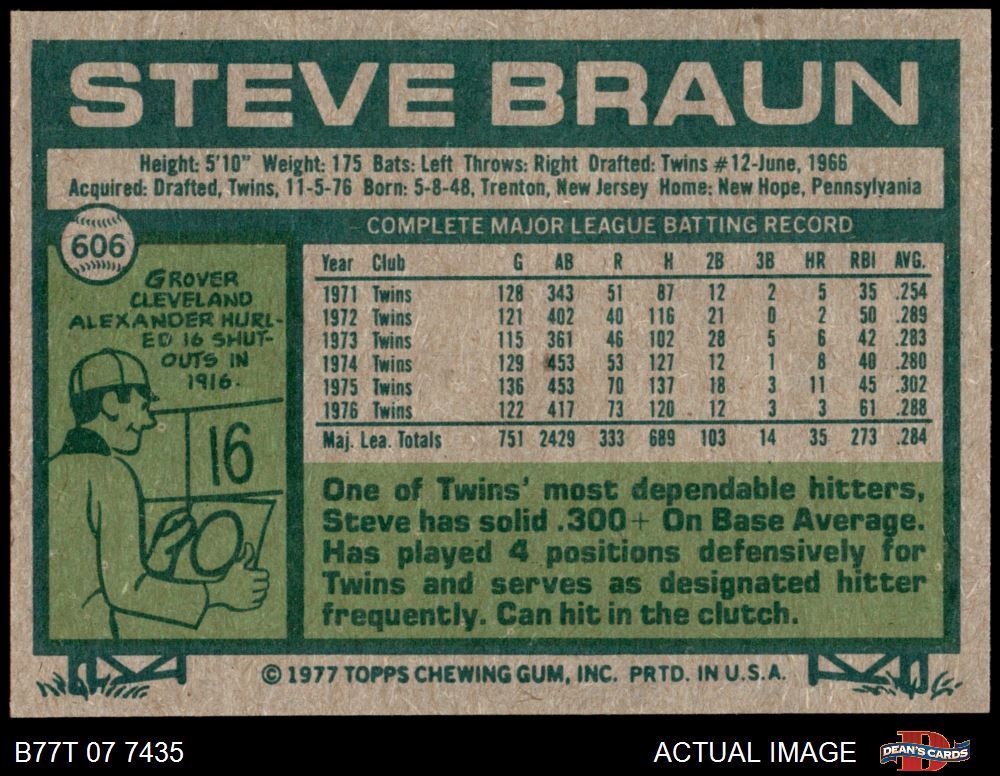 STEVE BRAUN
Height: 5'10" Weight: 175 Bats: Left Throws: Right Drafted: Twins #12-June, 1966
Acquired: Drafted, Twins, 11-5-76 Born: 5-8-48, Trenton, New Jersey Home: New Hope, Pennsylvania
606
GROVER
CLEVELAND
ALEXANDER HURL-
ED 16 SHUT-
OUTS IN
1916.
16
0
COMPLETE MAJOR LEAGUE BATTING RECORD
Year Club G AB R H 2B 3B HR RBI AVG.
1971 Twins 128 343 51 87 12 2 5 35 .254
1972 Twins 121 402 40 116 21 0 2 50 .289
1973 Twins 115 361 46 102 28 5 6 42 .283
1974 Twins 129 453 53 127 12 1 8 40 .280
1975 Twins 136 453 70 137 18 3 11 45 .302
1976 Twins 122 417 73 120 12 3 3 61 .288
Maj. Lea. Totals 751 2429 333 689 103 14 35 273 .284
One of Twins' most dependable hitters,
Steve has solid .300+ On Base Average.
Has played 4 positions defensively for
Twins and serves as designated hitter
frequently. Can hit in the clutch.
© 1977 TOPPS CHEWING GUM, INC. PRTD. IN U.S.A.
B77T 07 7435
ACTUAL IMAGE
D
DEAN'S CARDS